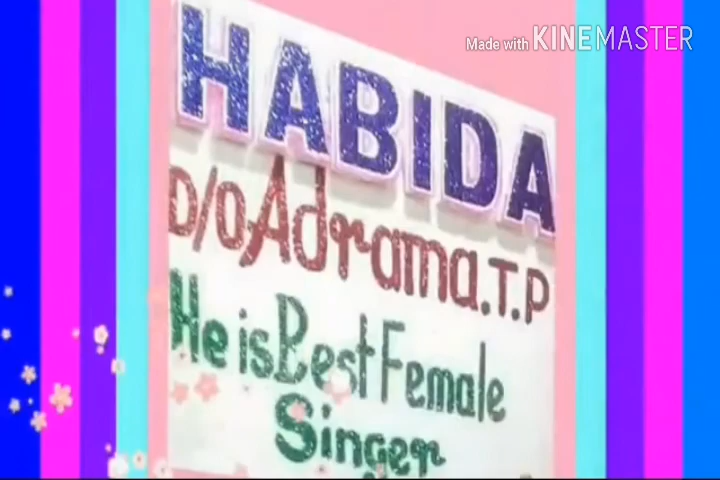 Made with KINEMASTER
HABIDA
D/O Adrama.T.P
He is Best Female
Singer